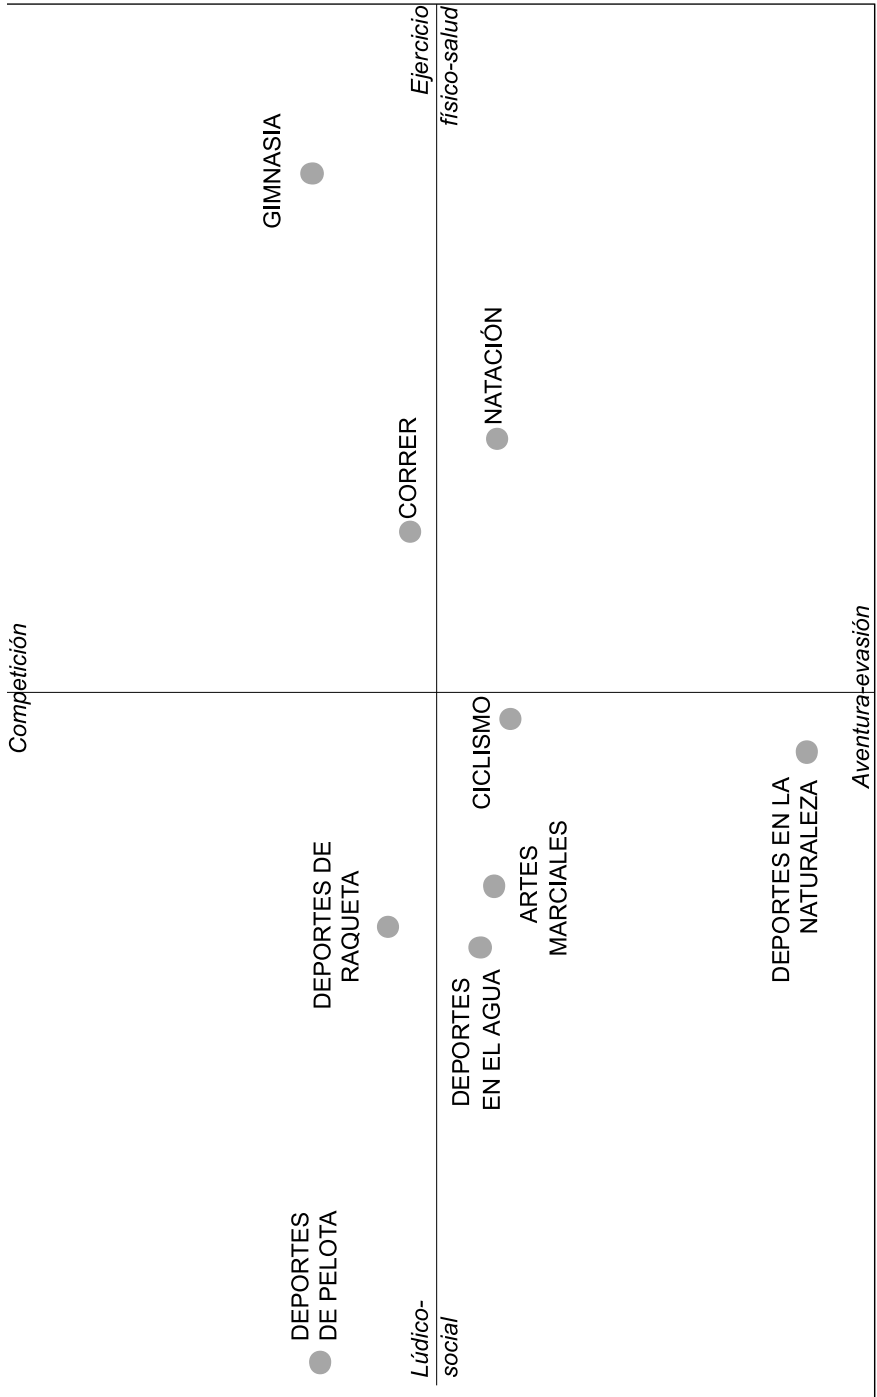 Competición
GIMNASIA
DEPORTES
DE PELOTA
DEPORTES DE
RAQUETA
CORRER
Lúdico-
social
Ejercicio
físico-salud
DEPORTES
EN EL AGUA
CICLISMO
NATACIÓN
ARTES
MARCIALES
DEPORTES EN LA
NATURALEZA
Aventura-evasión